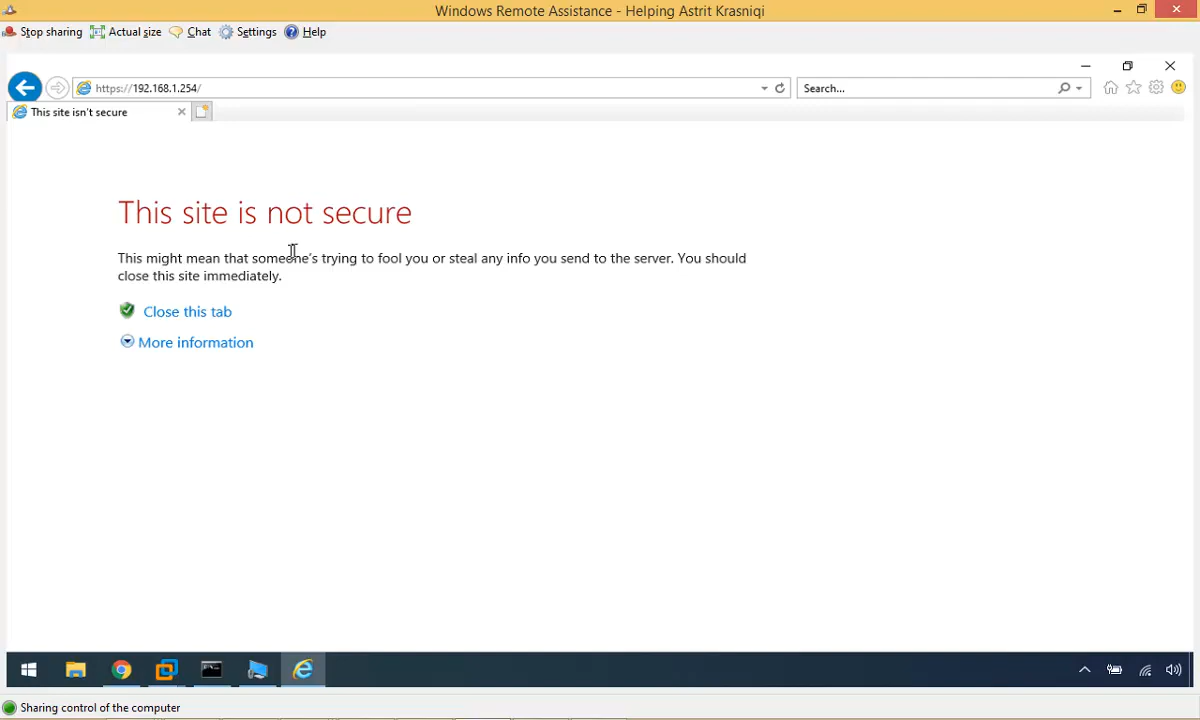 Windows Remote Assistance - Helping Astrit Krasniqi
Stop sharing Actual size Chat Settings Help
https://192.168.1.254/ Search...
This site isn't secure
This site is not secure
This might mean that someone's trying to fool you or steal any info you send to the server. You should
close this site immediately.
Close this tab
More information
Sharing control of the computer